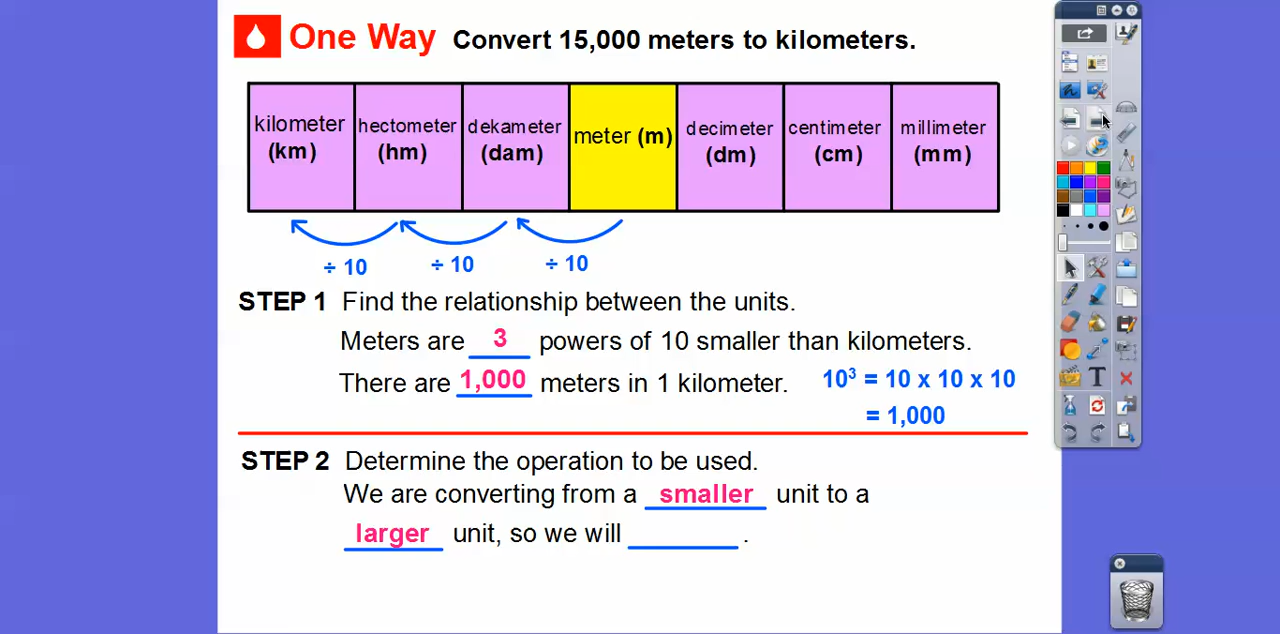 One Way Convert 15,000 meters to kilometers.
kilometer (km) hectometer (hm) dekameter (dam) meter (m) decimeter (dm) centimeter (cm) millimeter (mm)
÷ 10 ÷ 10 ÷ 10
STEP 1 Find the relationship between the units.
Meters are 3 powers of 10 smaller than kilometers.
There are 1,000 meters in 1 kilometer. 10³ = 10 x 10 x 10
= 1,000
STEP 2 Determine the operation to be used.
We are converting from a smaller unit to a
larger unit, so we will ______.